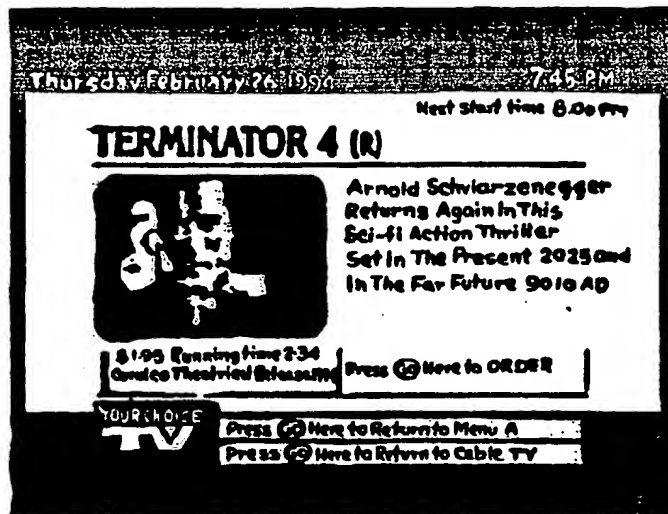 Thursday February 26 1990 7:45 PM
Next Start time 8:00 PM
TERMINATOR 4 (R)
Arnold Schwarzenegger
Returns Again In This
Sci-fi Action Thriller
Set In The Present 2025 and
In The Far Future 9010 AD
$1.95 Running time 2:34
Theatrical
Press GO Here to ORDER
YOUR CHOICE
TV
Press GO Here to Return to Menu A
Press GO Here to Return to Cable TV